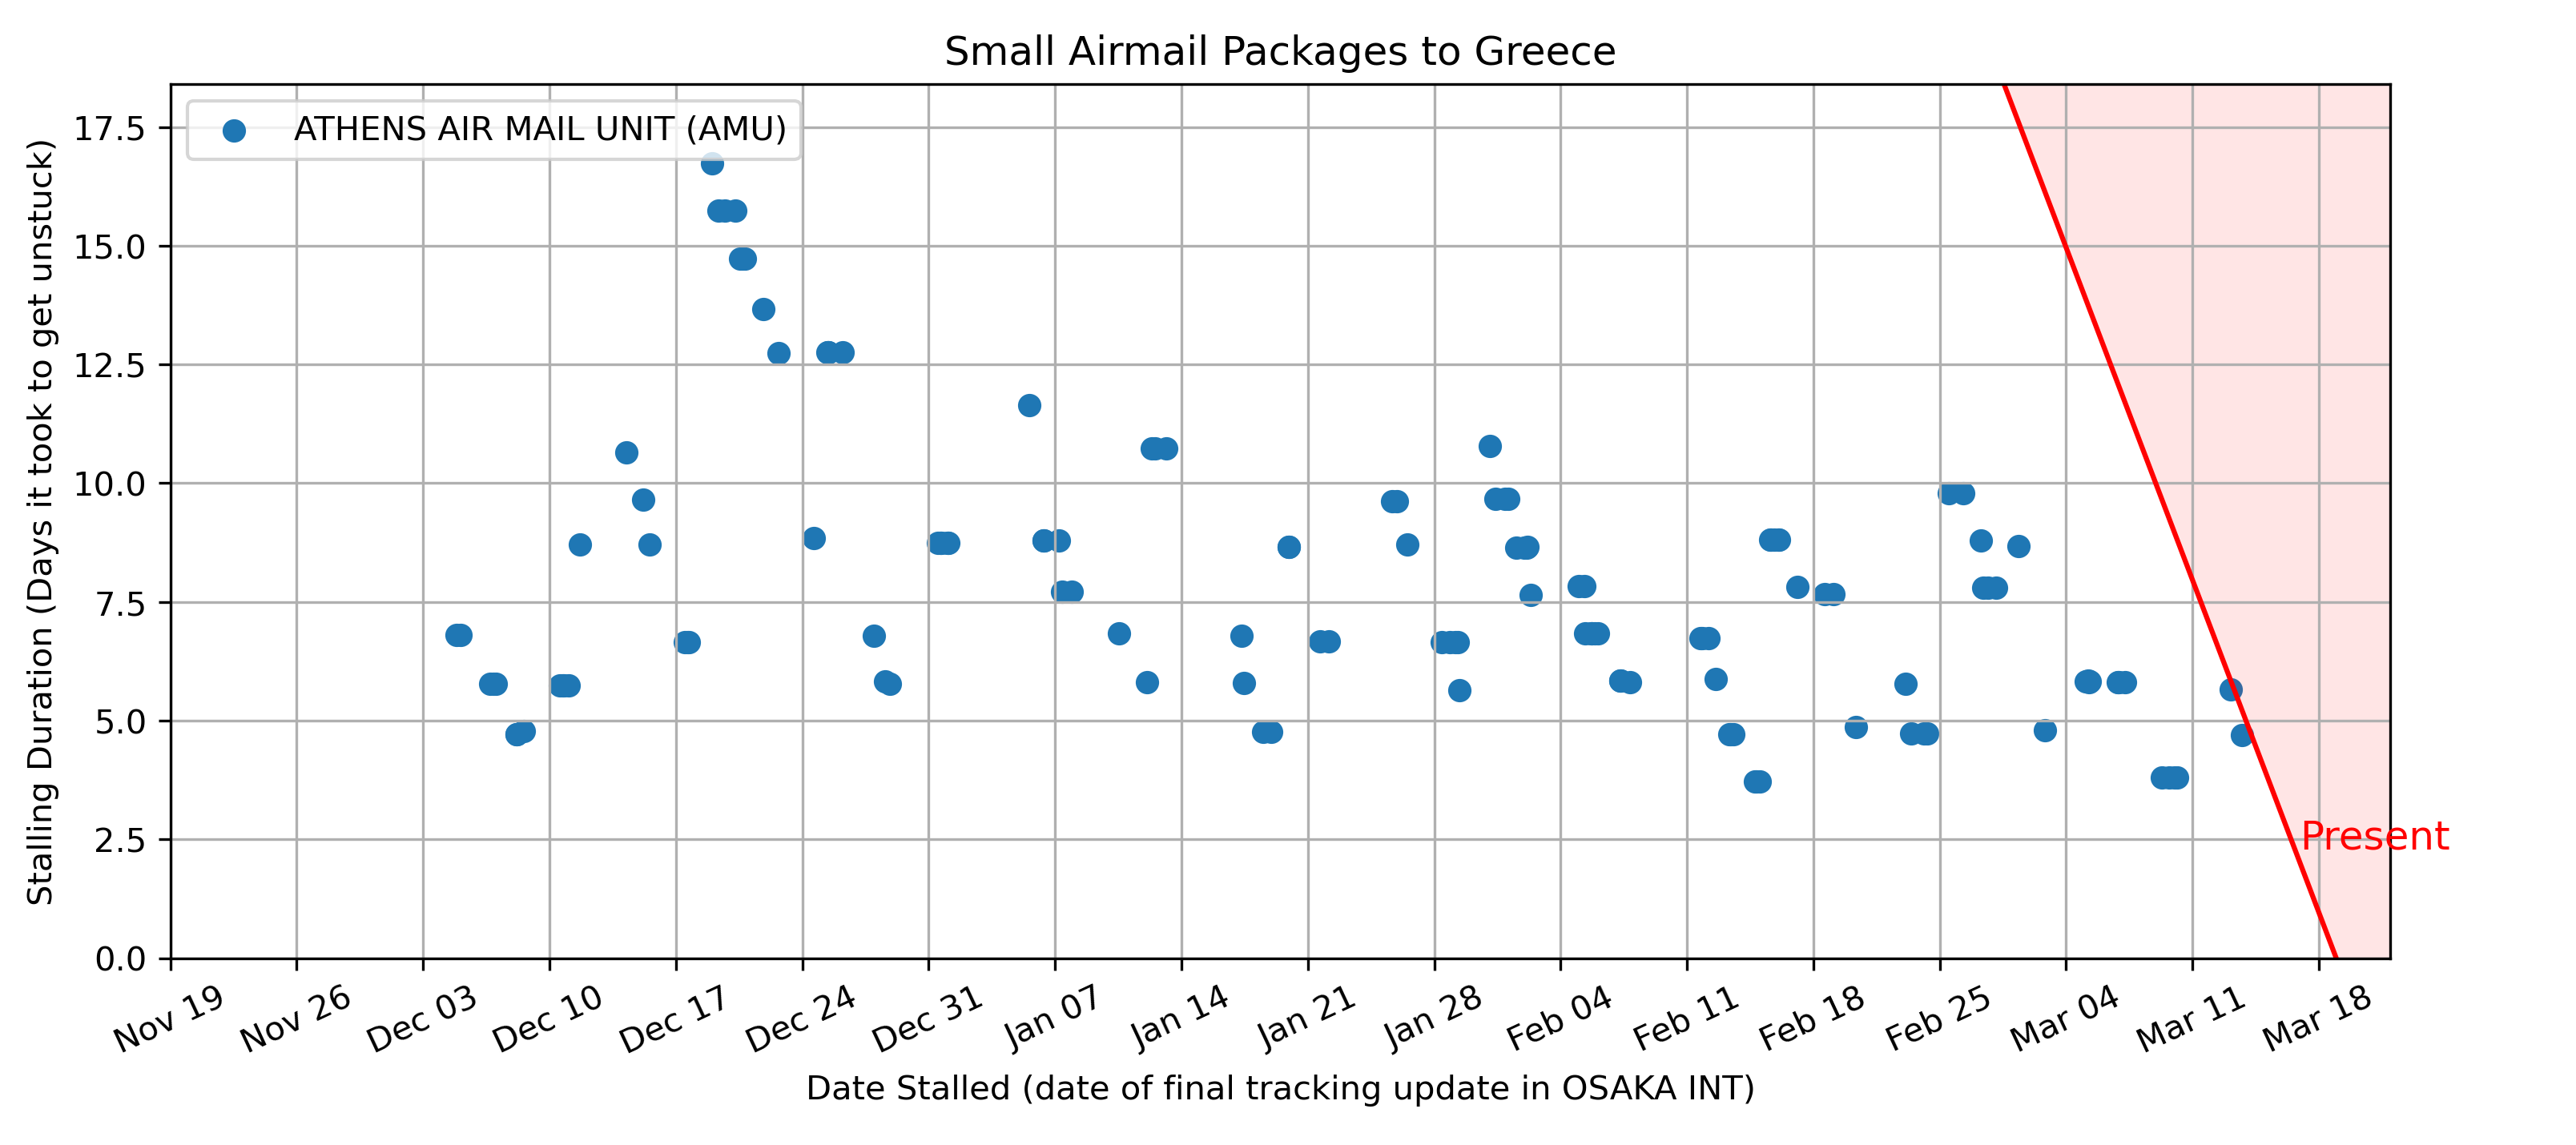 Small Airmail Packages to Greece
ATHENS AIR MAIL UNIT (AMU)
Stalling Duration (Days it took to get unstuck)
17.5
15.0
12.5
10.0
7.5
5.0
2.5
0.0
Present
Nov 19
Nov 26
Dec 03
Dec 10
Dec 17
Dec 24
Dec 31
Jan 07
Jan 14
Jan 21
Jan 28
Feb 04
Feb 11
Feb 18
Feb 25
Mar 04
Mar 11
Mar 18
Date Stalled (date of final tracking update in OSAKA INT)